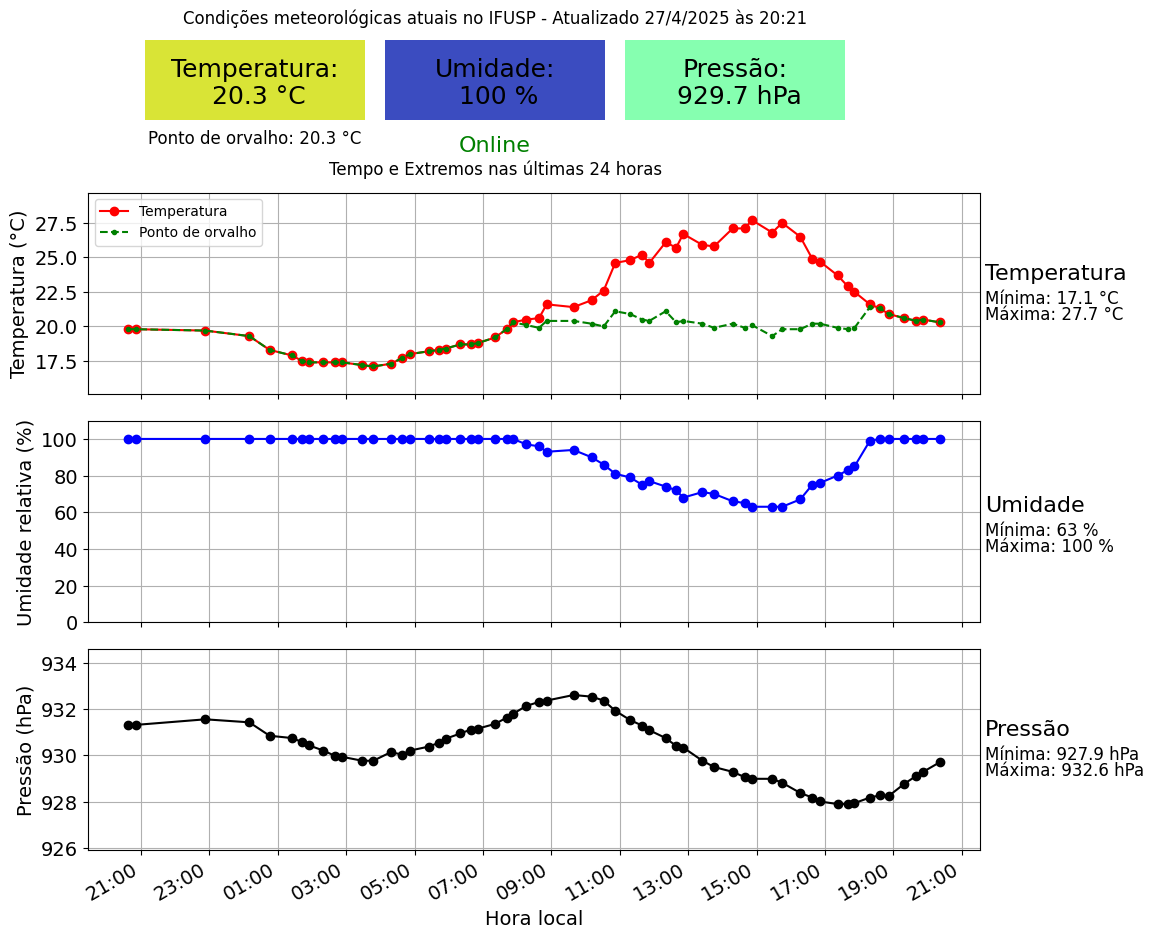 Condições meteorológicas atuais no IFUSP - Atualizado 27/4/2025 às 20:21
Temperatura:
20.3 °C
Umidade:
100 %
Pressão:
929.7 hPa
Ponto de orvalho: 20.3 °C
Online
Tempo e Extremos nas últimas 24 horas
Temperatura (°C)
27.5
25.0
22.5
20.0
17.5
Temperatura
Ponto de orvalho
Temperatura
Mínima: 17.1 °C
Máxima: 27.7 °C
Umidade relativa (%)
100
80
60
40
20
0
Umidade
Mínima: 63 %
Máxima: 100 %
Pressão (hPa)
934
932
930
928
926
Pressão
Mínima: 927.9 hPa
Máxima: 932.6 hPa
21:00 23:00 01:00 03:00 05:00 07:00 09:00 11:00 13:00 15:00 17:00 19:00 21:00
Hora local